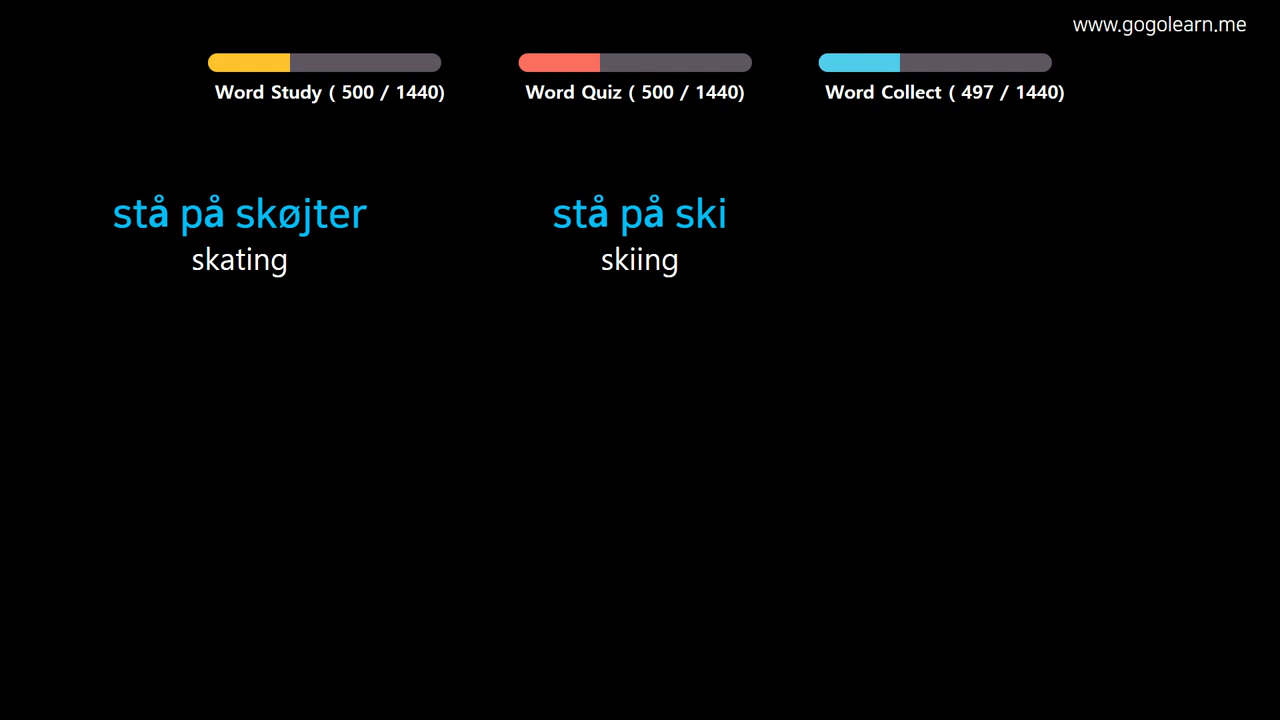 www.gogolearn.me
Word Study ( 500 / 1440)
Word Quiz ( 500 / 1440)
Word Collect ( 497 / 1440)
stå på skøjter
skating
stå på ski
skiing